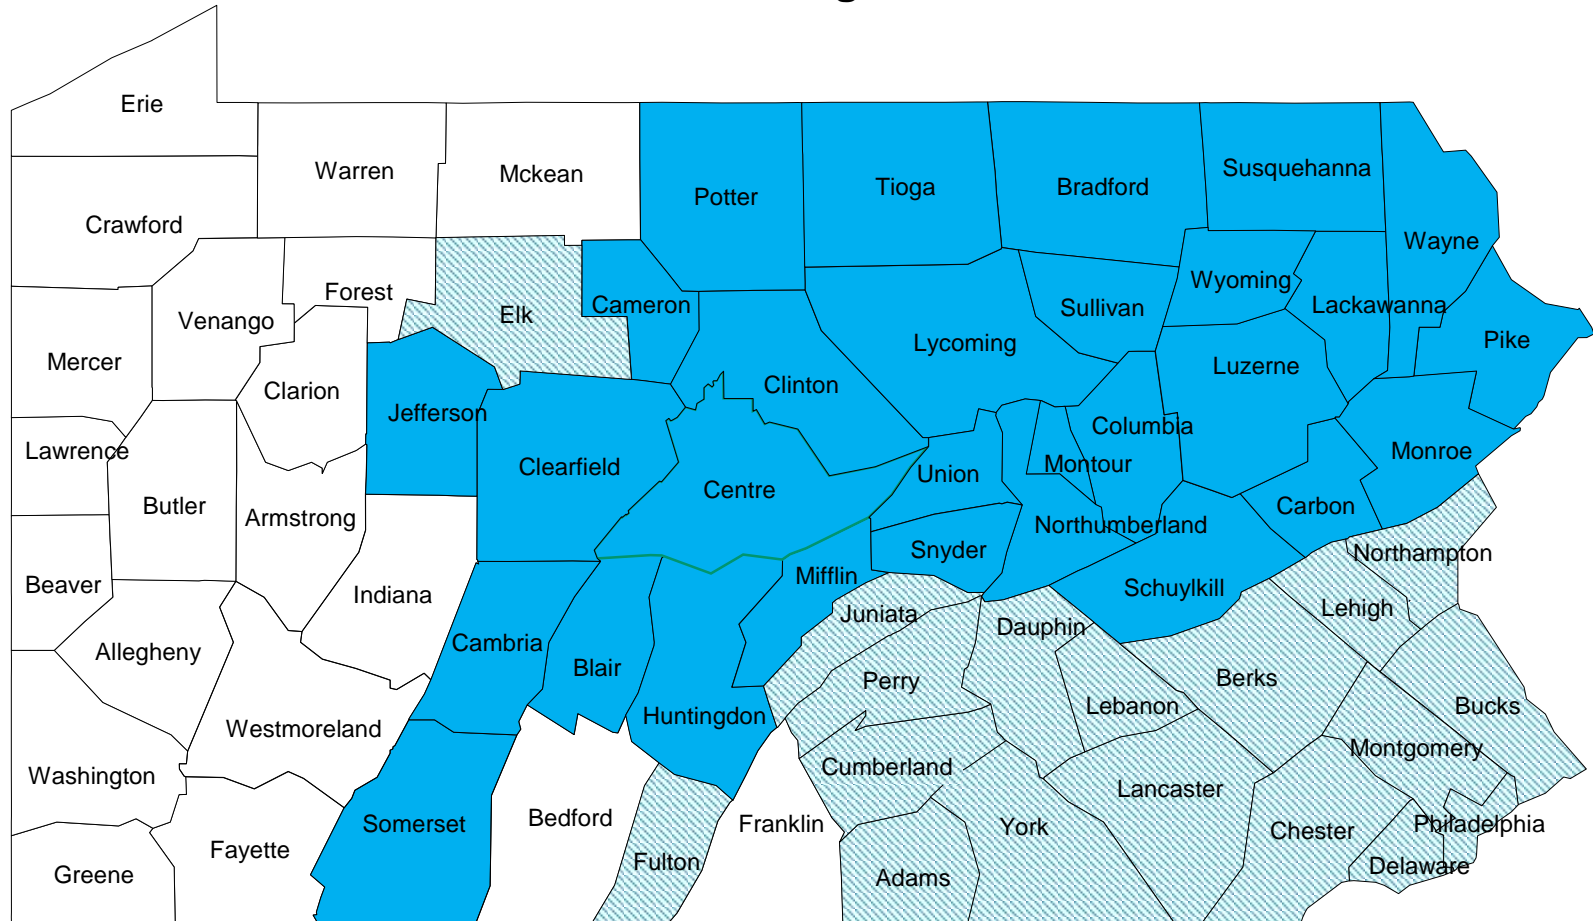 Erie
Warren
Mckean
Potter
Tioga
Bradford
Susquehanna
Crawford
Wayne
Wyoming
Forest
Elk
Cameron
Sullivan
Lackawanna
Venango
Lycoming
Pike
Mercer
Luzerne
Clarion
Clinton
Jefferson
Columbia
Lawrence
Clearfield
Montour
Monroe
Union
Centre
Butler
Armstrong
Carbon
Northumberland
Snyder
Northampton
Beaver
Indiana
Mifflin
Schuylkill
Juniata
Lehigh
Dauphin
Allegheny
Cambria
Blair
Perry
Berks
Huntingdon
Lebanon
Bucks
Westmoreland
Montgomery
Washington
Cumberland
Lancaster
Somerset
Bedford
Franklin
York
Chester
Philadelphia
Fayette
Fulton
Delaware
Greene
Adams